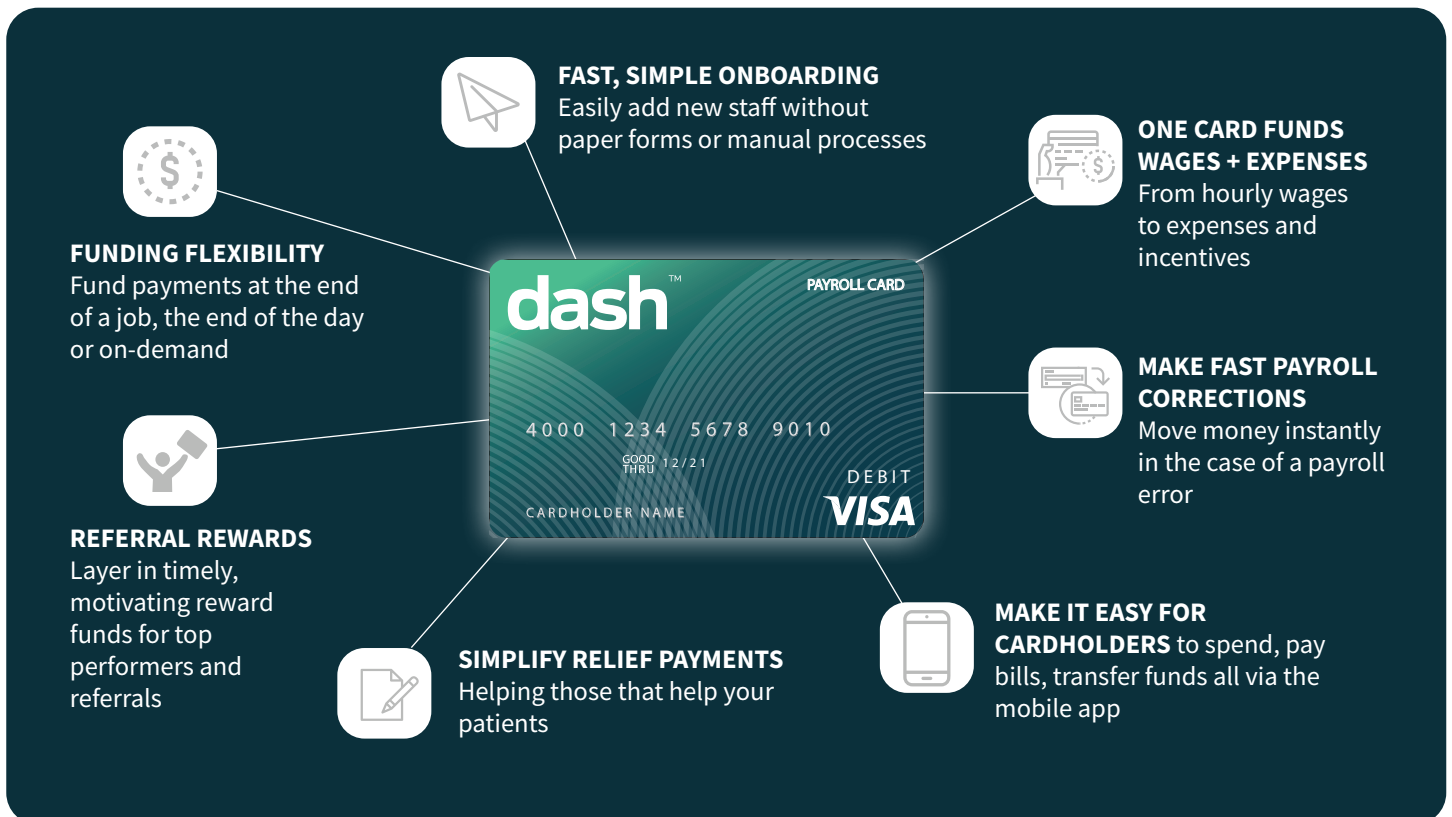 FAST, SIMPLE ONBOARDING
Easily add new staff without
paper forms or manual processes
ONE CARD FUNDS
WAGES + EXPENSES
From hourly wages
to expenses and
incentives
FUNDING FLEXIBILITY
Fund payments at the end
of a job, the end of the day
or on-demand
dash™
PAYROLL CARD
4000 1234 5678 9010
GOOD
THRU 12/21
DEBIT
CARDHOLDER NAME
VISA
MAKE FAST PAYROLL
CORRECTIONS
Move money instantly
in the case of a payroll
error
REFERRAL REWARDS
Layer in timely,
motivating reward
funds for top
performers and
referrals
SIMPLIFY RELIEF PAYMENTS
Helping those that help your
patients
MAKE IT EASY FOR
CARDHOLDERS to spend, pay
bills, transfer funds all via the
mobile app
$
$